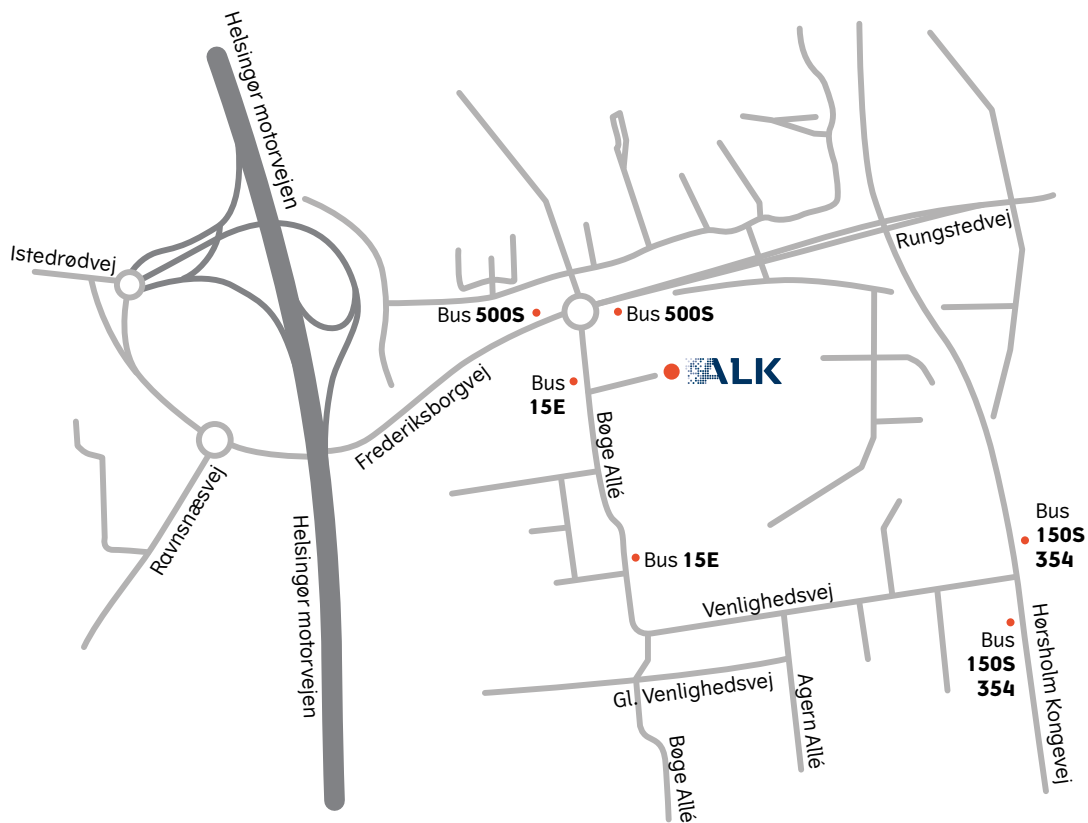 Helsingør motorvejen
Istedrødvej
Rungstedvej
Bus 500S
Bus 500S
ALK
Bus
15E
Frederiksborgvej
Bøge Allé
Ravnsnæsvej
Helsingør motorvejen
Bus
150S
354
Bus 15E
Venlighedsvej
Bus
150S
354
Hørsholm Kongevej
Gl. Venlighedsvej
Agern Allé
Bøge Allé